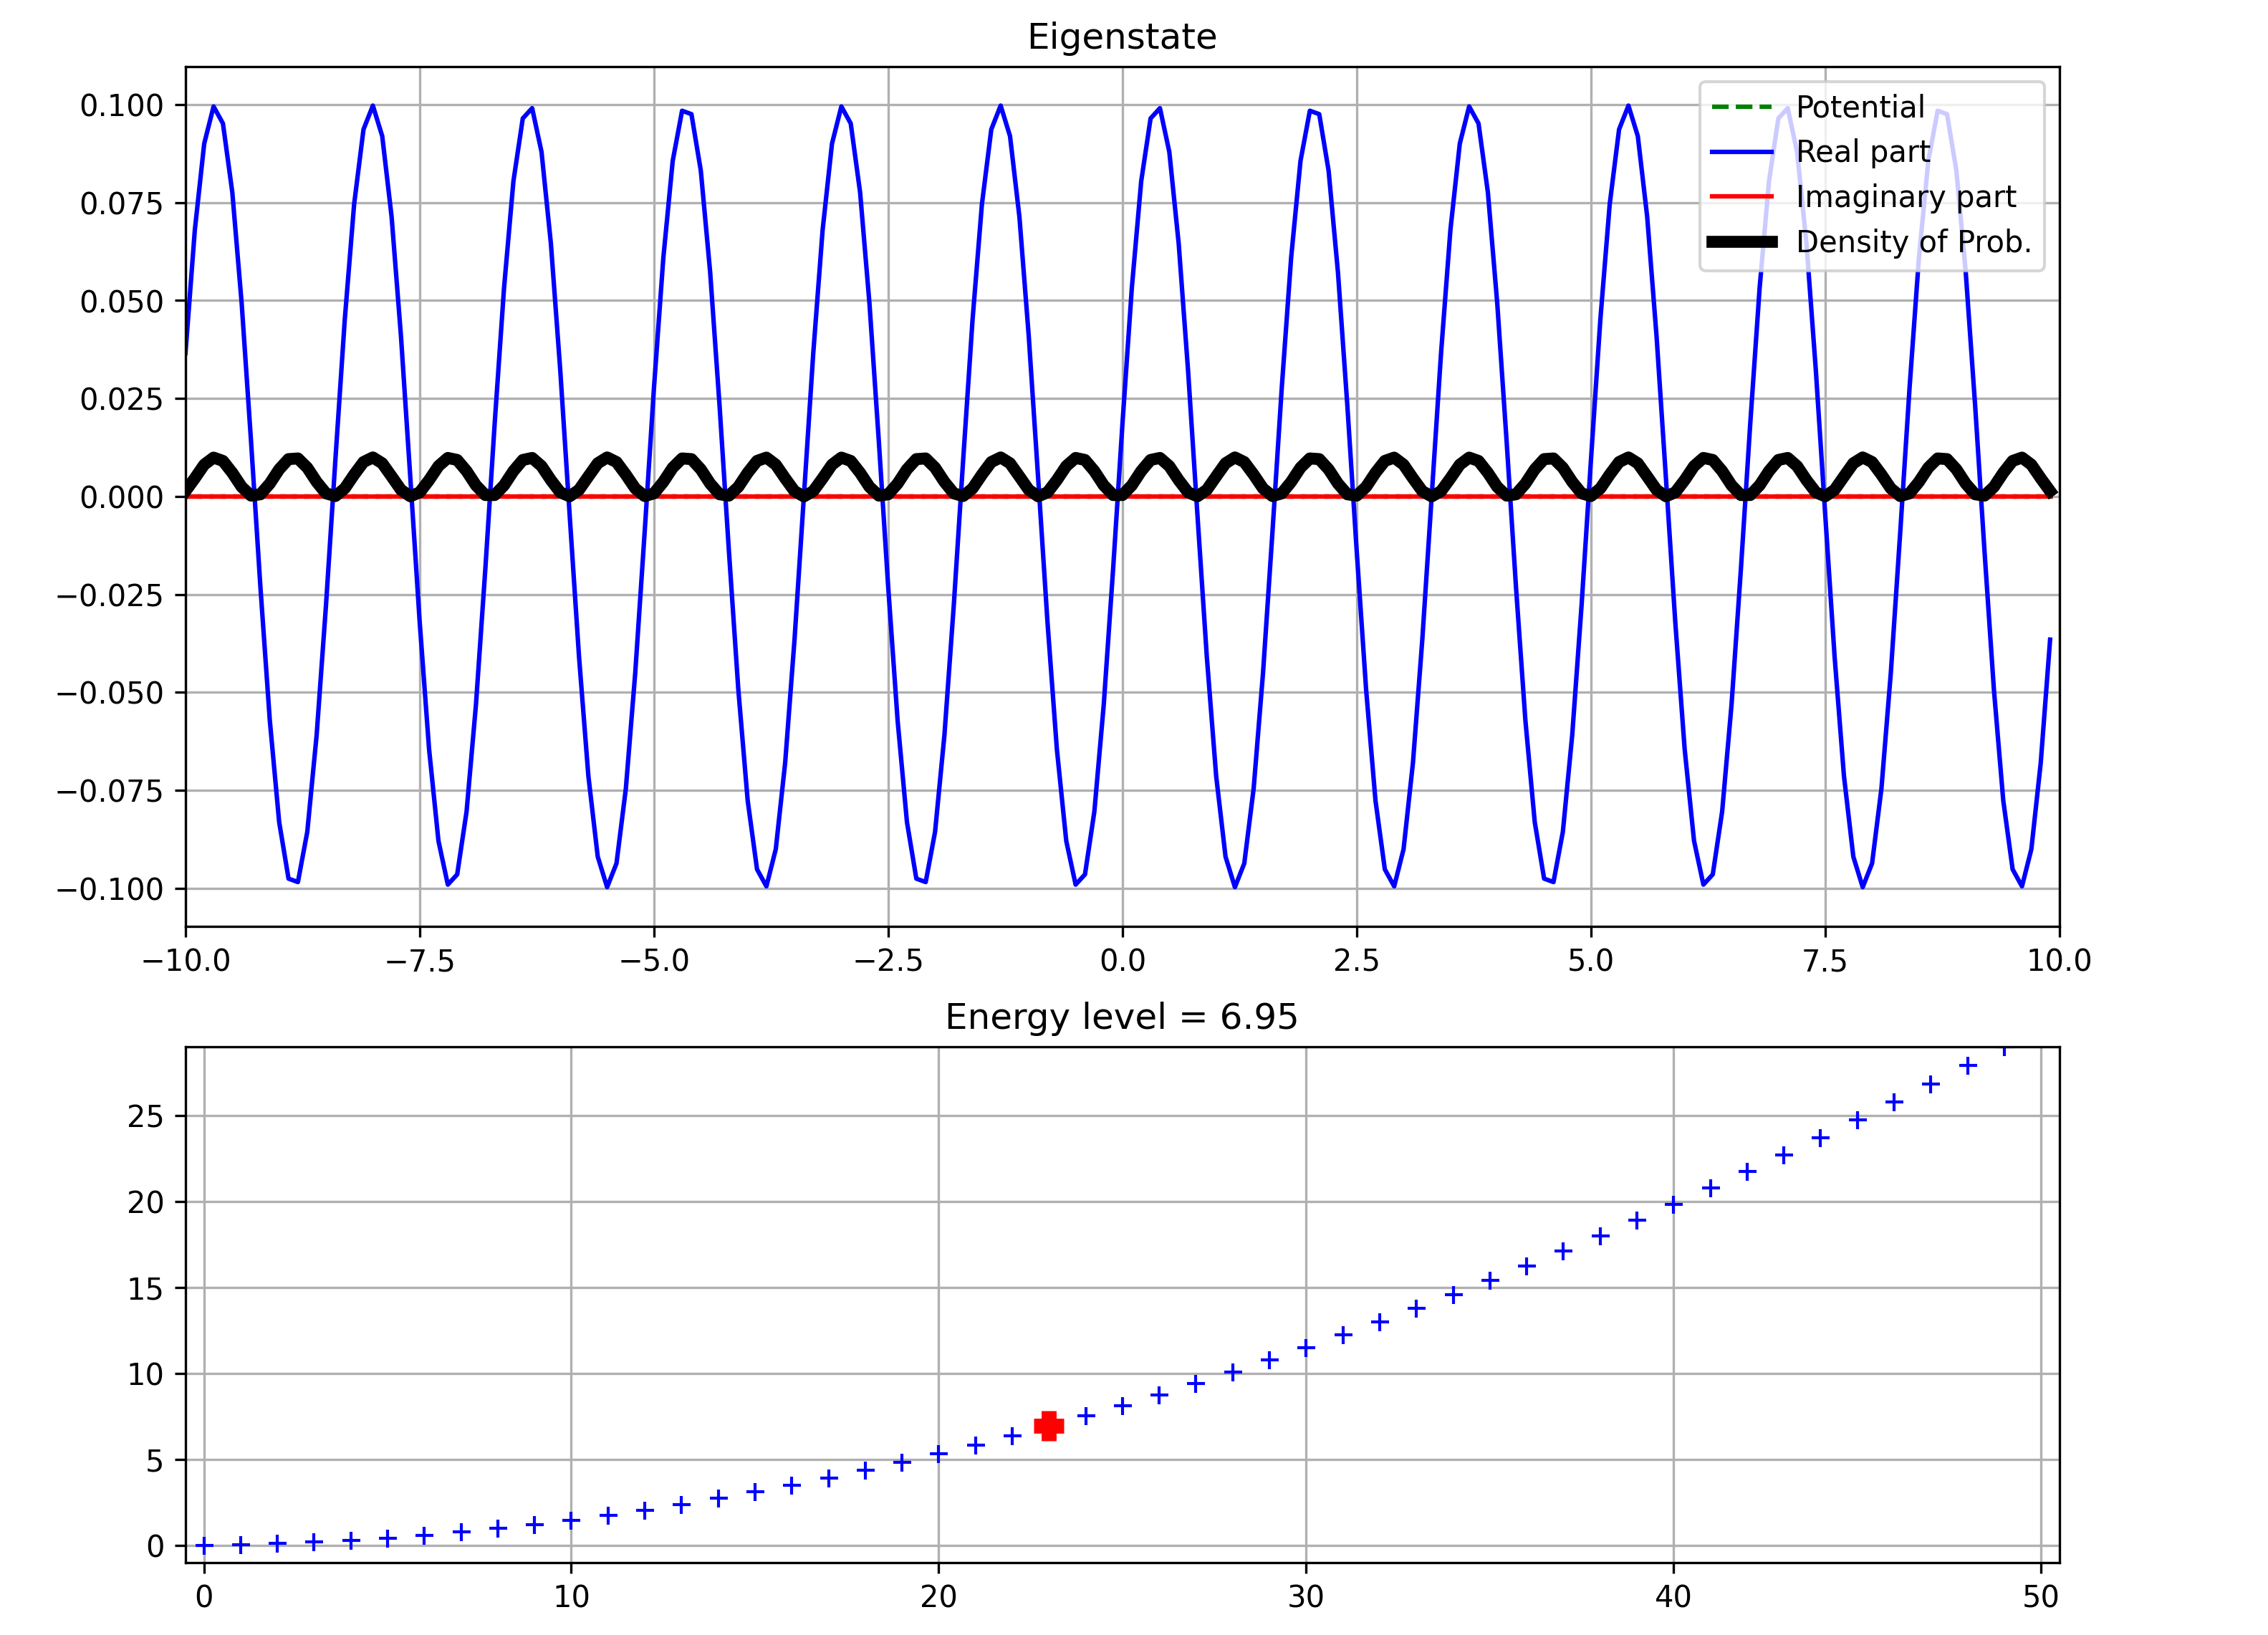 Eigenstate
0.100
0.075
0.050
0.025
0.000
−0.025
−0.050
−0.075
−0.100
Potential
Real part
Imaginary part
Density of Prob.
−10.0 −7.5 −5.0 −2.5 0.0 2.5 5.0 7.5 10.0
Energy level = 6.95
25
20
15
10
5
0
0 10 20 30 40 50